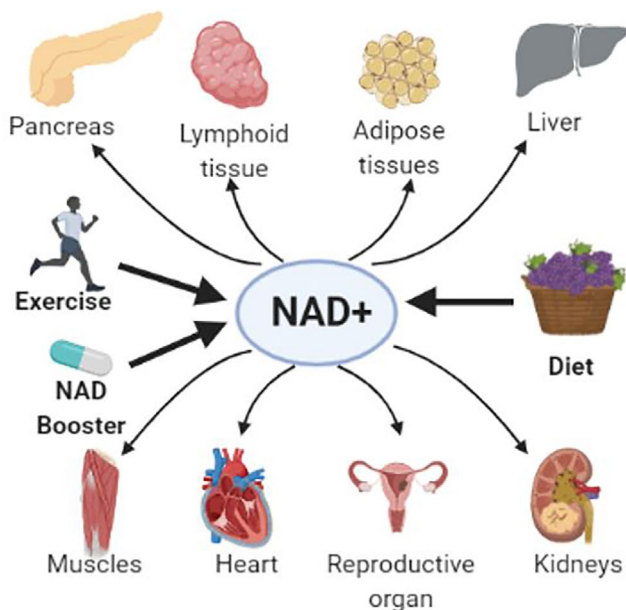 Pancreas
Lymphoid
tissue
Adipose
tissues
Liver
Exercise
NAD+
Diet
NAD
Booster
Muscles
Heart
Reproductive
organ
Kidneys